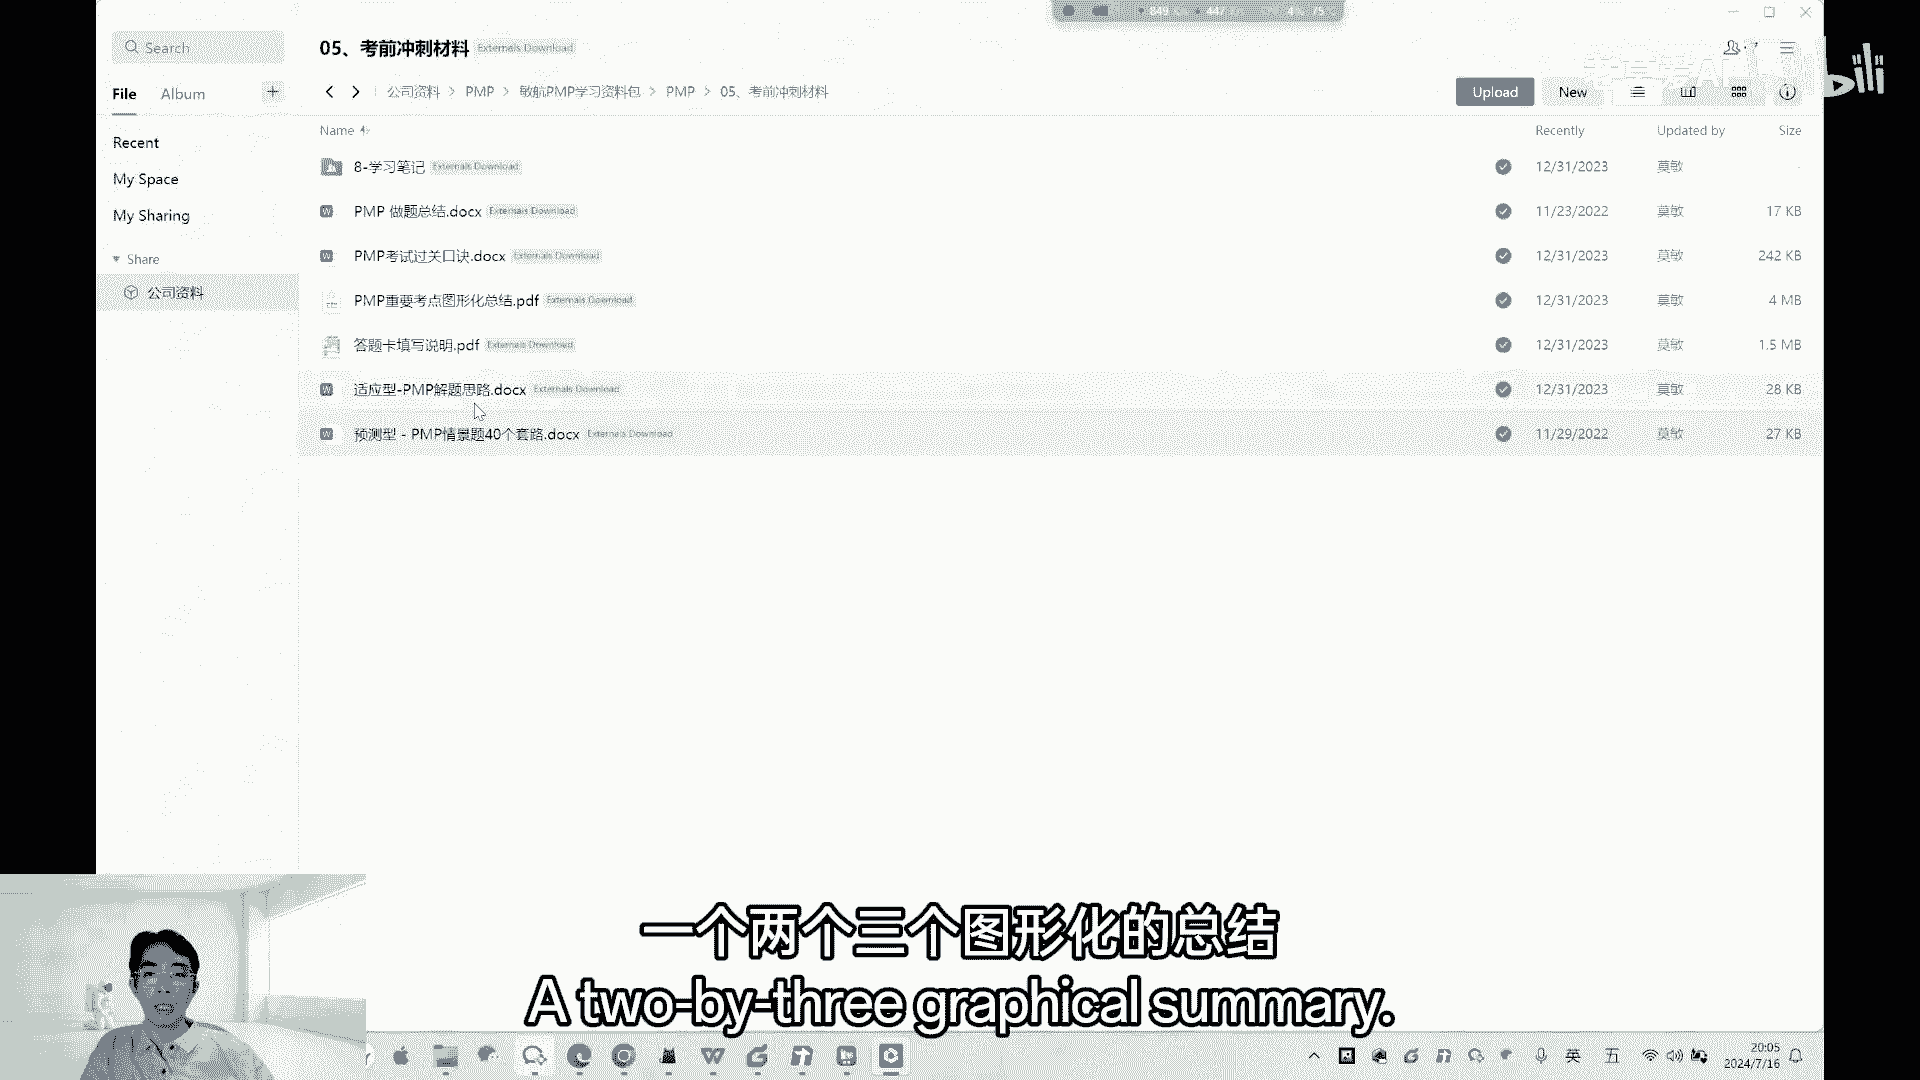 Search
05、考前冲刺材料 Externals Download
File Album
公司资料 > PMP > 敏航PMP学习资料包 > PMP > 05、考前冲刺材料
Upload New
Name Recently Updated by Size
Recent
My Space
My Sharing
Share
公司资料
8-学习笔记 Externals Download 12/31/2023 莫敏 -
PMP 做题总结.docx Externals Download 11/23/2022 莫敏 17 KB
PMP考试过关口诀.docx Externals Download 12/31/2023 莫敏 242 KB
PMP重要考点图形化总结.pdf Externals Download 12/31/2023 莫敏 4 MB
答题卡填写说明.pdf Externals Download 12/31/2023 莫敏 1.5 MB
适应型-PMP解题思路.docx Externals Download 12/31/2023 莫敏 28 KB
预测型 - PMP情景题40个套路.docx Externals Download 11/29/2022 莫敏 27 KB
一个两个三个图形化的总结
A two-by-three graphical summary.
英 五
20:05
2024/7/16